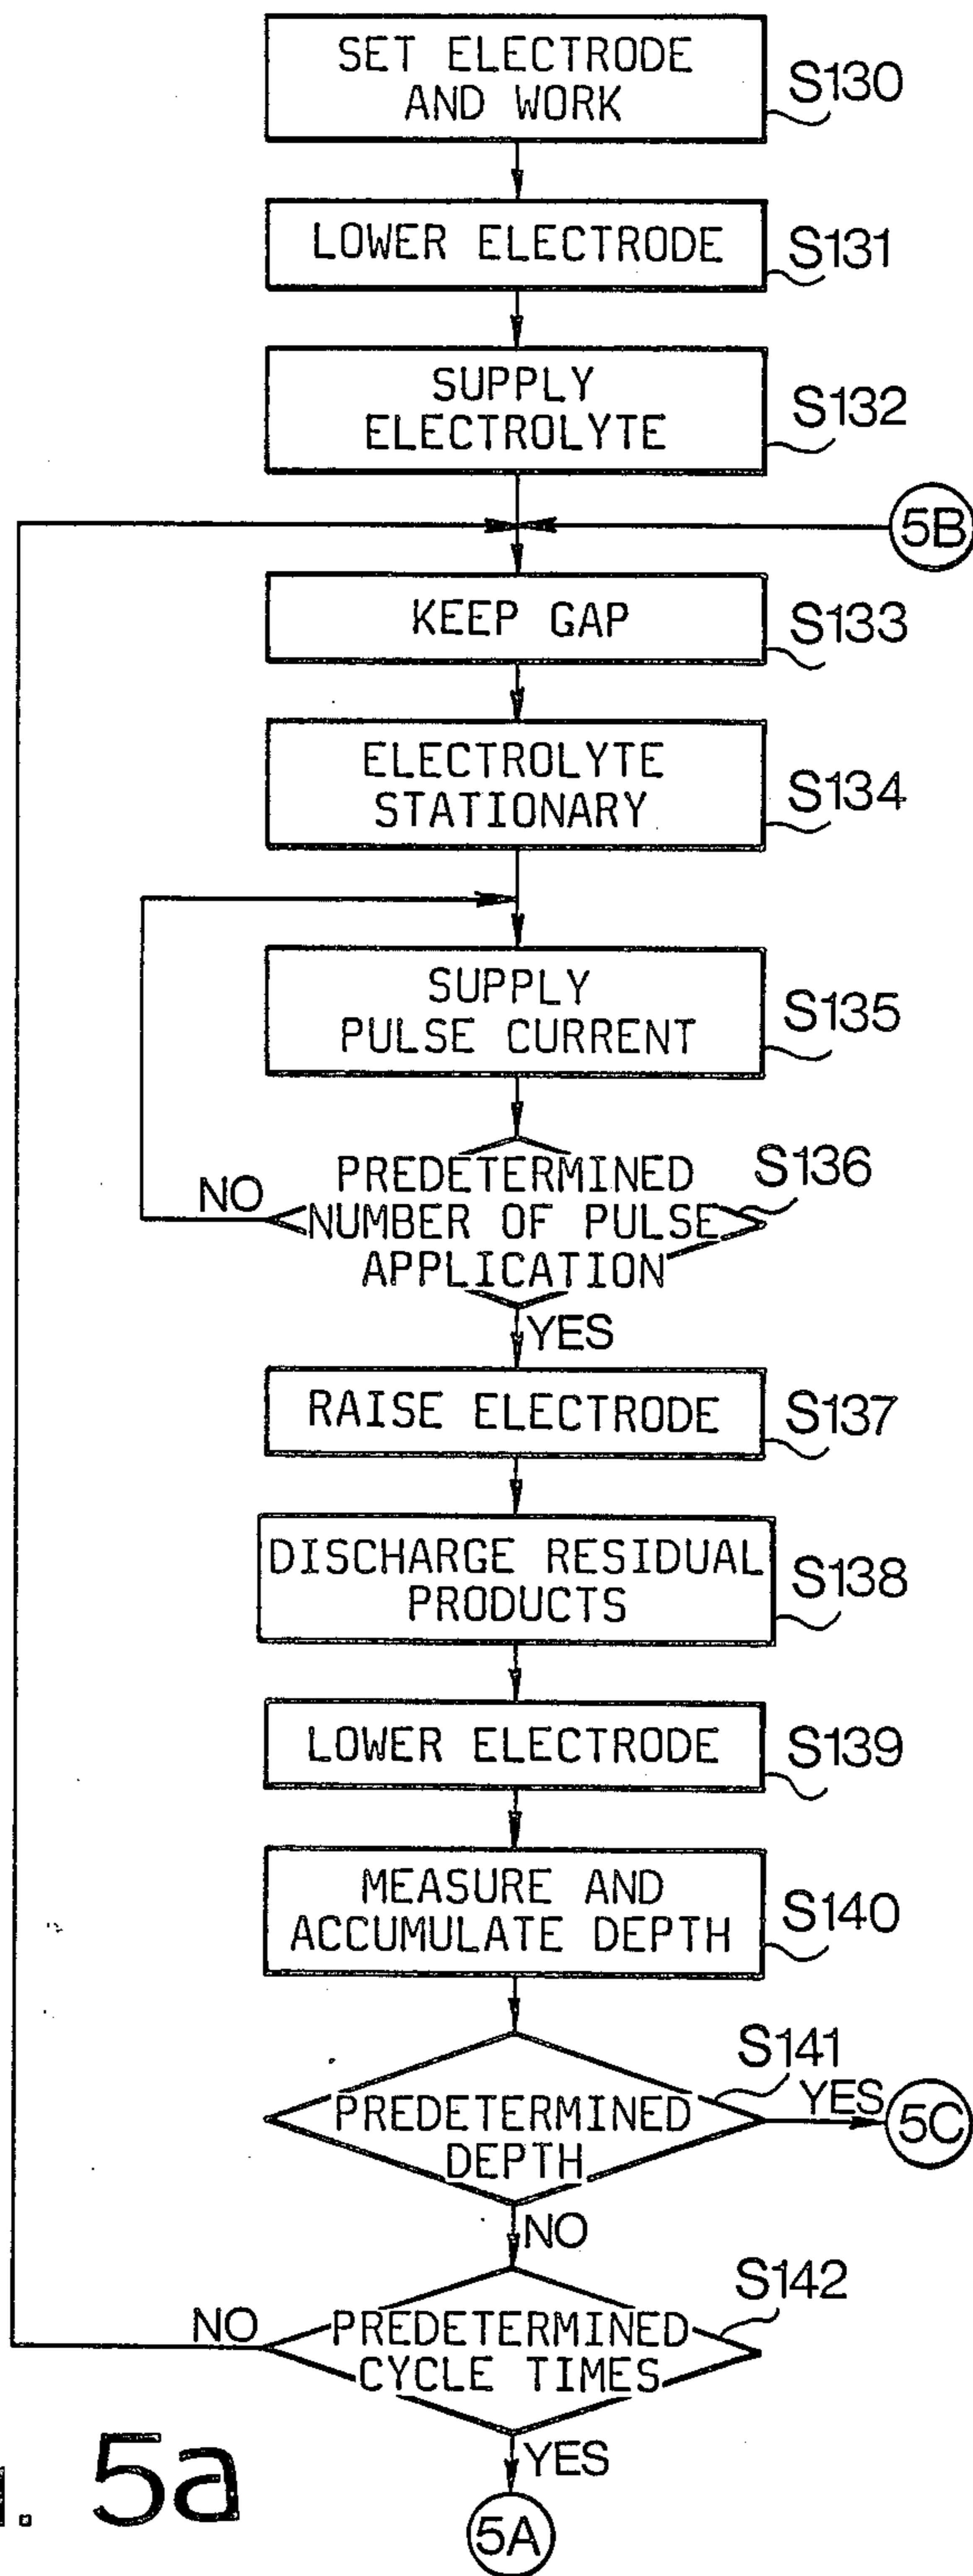 SET ELECTRODE
AND WORK
S130
LOWER ELECTRODE
S131
SUPPLY
ELECTROLYTE
S132
5B
KEEP GAP
S133
ELECTROLYTE
STATIONARY
S134
SUPPLY
PULSE CURRENT
S135
PREDETERMINED
NUMBER OF PULSE
APPLICATION
S136
NO
YES
RAISE ELECTRODE
S137
DISCHARGE RESIDUAL
PRODUCTS
S138
LOWER ELECTRODE
S139
MEASURE AND
ACCUMULATE DEPTH
S140
PREDETERMINED
DEPTH
S141
YES
5C
NO
PREDETERMINED
CYCLE TIMES
S142
NO
YES
5A
5a